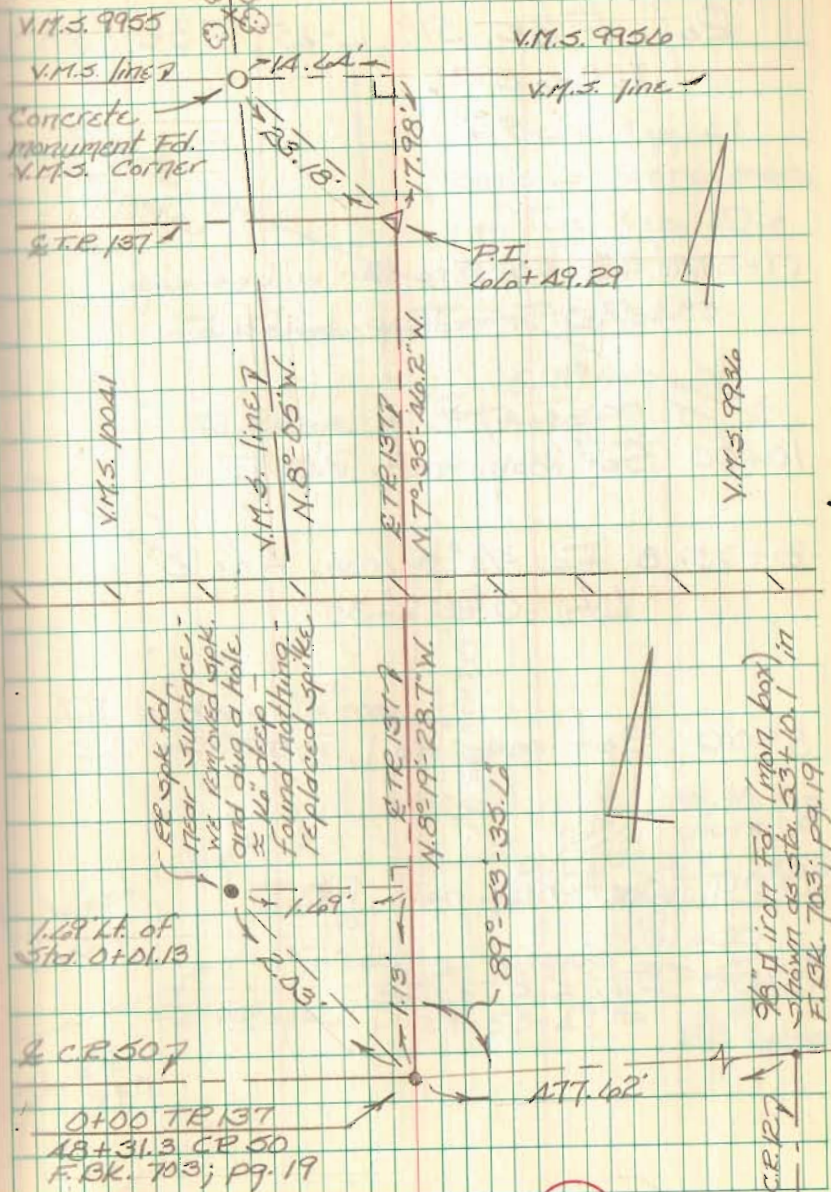 V.M.S. 9955
V.M.S. 9956
V.M.S. line
14.64'
V.M.S. line
Concrete
monument Fd.
V.M.S. Corner
23.18'
17.98'
℄ T.R. 137
P.I.
66+49.29
V.M.S. 10041
V.M.S. line
N.8°-05'W.
℄ TR 137
N.7°-35'-46.2"W.
V.M.S. 9936
RR spk fd.
near surface-
we removed spk.
and dug a hole
≈ 16" deep -
found nothing -
replaced spike
℄ TR 137
N.8°-19'-28.7"W.
1.69' Lt. of
Sta. 0+01.13
1.69'
2.03'
1.13'
89°-53'-35.6"
℄ C.R. 50
477.62'
0+00 TR 137
48+31.3 CR 50
F.BK. 703; pg. 19
5/8" ø iron Fd. (mon box)
shown as sta. 53+10.1 in
F.BK. 703; pg. 19
C.R. 127